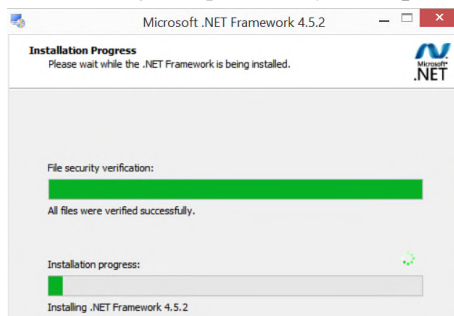 Microsoft .NET Framework 4.5.2
Installation Progress
Please wait while the .NET Framework is being installed.
Microsoft
.NET
File security verification:
All files were verified successfully.
Installation progress:
Installing .NET Framework 4.5.2